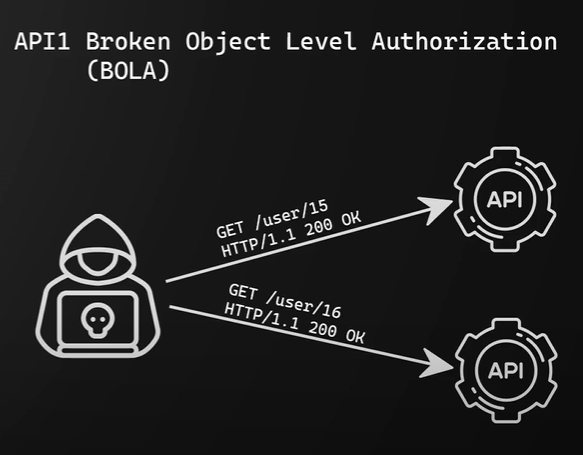 API1 Broken Object Level Authorization
(BOLA)
GET /user/15
HTTP/1.1 200 OK
API
GET /user/16
HTTP/1.1 200 OK
API